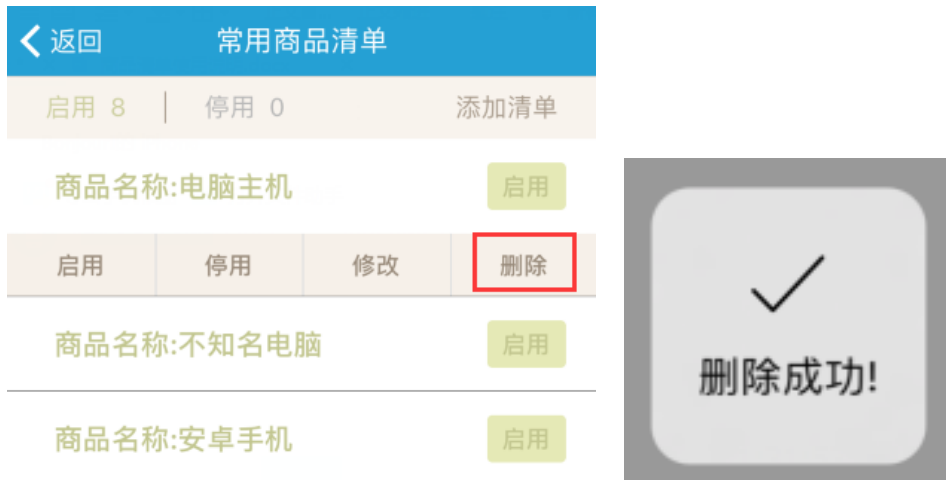 返回 常用商品清单
启用 8 停用 0 添加清单
商品名称:电脑主机 启用
启用 停用 修改 删除
商品名称:不知名电脑 启用
商品名称:安卓手机 启用
删除成功!